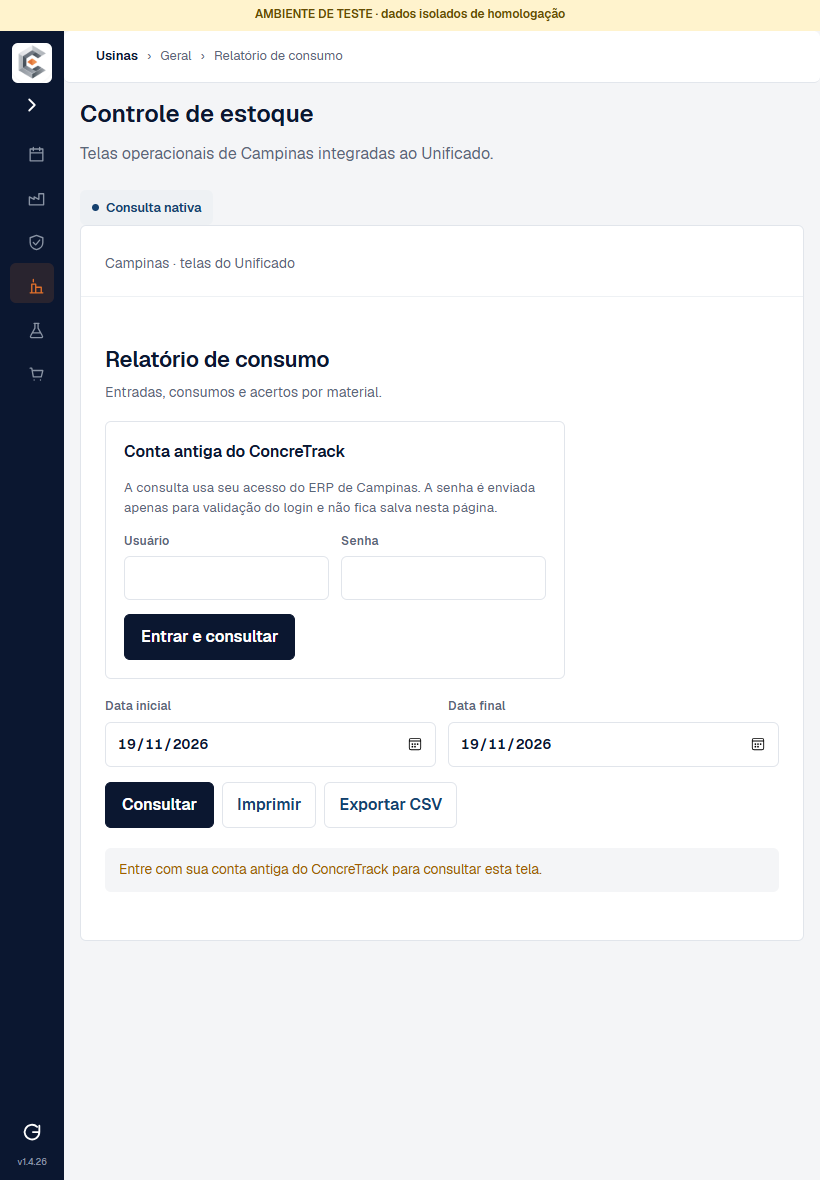 AMBIENTE DE TESTE · dados isolados de homologação
Usinas › Geral › Relatório de consumo
Controle de estoque
Telas operacionais de Campinas integradas ao Unificado.
Consulta nativa
Campinas · telas do Unificado
Relatório de consumo
Entradas, consumos e acertos por material.
Conta antiga do ConcreTrack
A consulta usa seu acesso do ERP de Campinas. A senha é enviada
apenas para validação do login e não fica salva nesta página.
Usuário Senha
Entrar e consultar
Data inicial Data final
19/11/2026 19/11/2026
Consultar Imprimir Exportar CSV
Entre com sua conta antiga do ConcreTrack para consultar esta tela.
v1.4.26